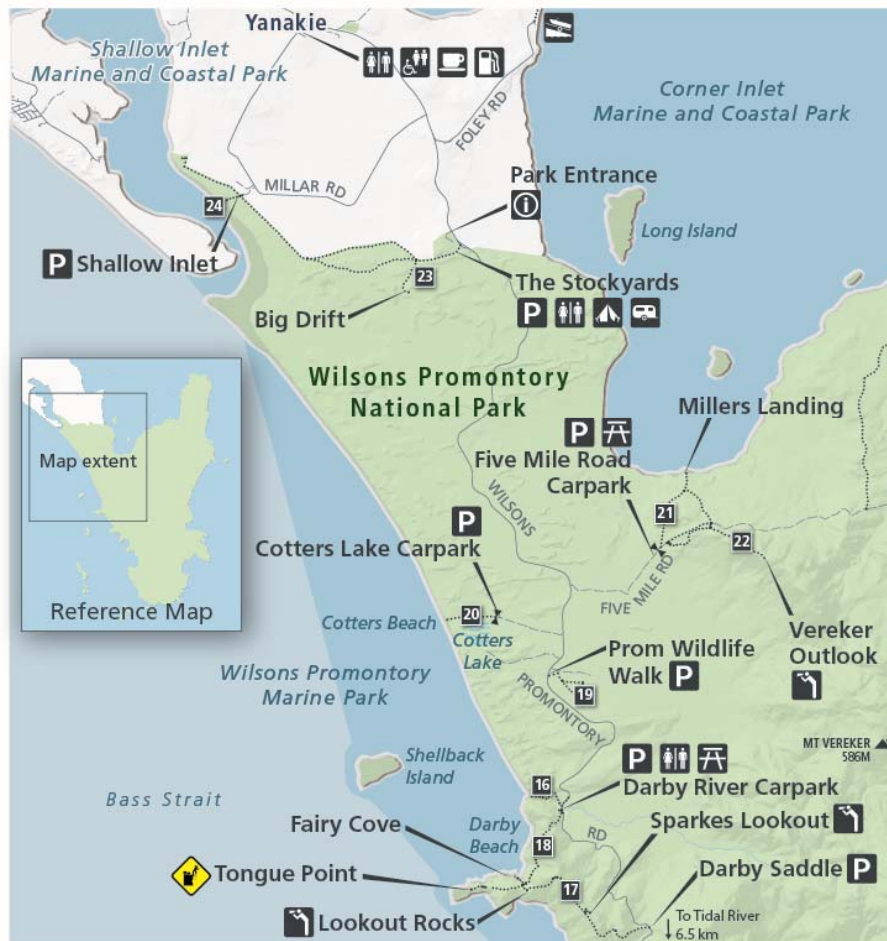 Yanakie
Shallow Inlet
Marine and Coastal Park
Corner Inlet
Marine and Coastal Park
FOLEY RD
Park Entrance
MILLAR RD
24
Long Island
P Shallow Inlet
23
The Stockyards
P
Big Drift
Wilsons Promontory
National Park
Millers Landing
Map extent
Reference Map
P
Five Mile Road
Carpark
WILSONS
21
22
P
Cotters Lake Carpark
FIVE MILE RD
20
Cotters Beach
Cotters
Lake
Vereker
Outlook
Prom Wildlife
Walk P
19
Wilsons Promontory
Marine Park
PROMONTORY
MT VEREKER
586M
Shellback
Island
P
16
Darby River Carpark
Bass Strait
Sparkes Lookout
Fairy Cove
Darby
Beach
18
RD
Tongue Point
17
Darby Saddle P
Lookout Rocks
To Tidal River
6.5 km